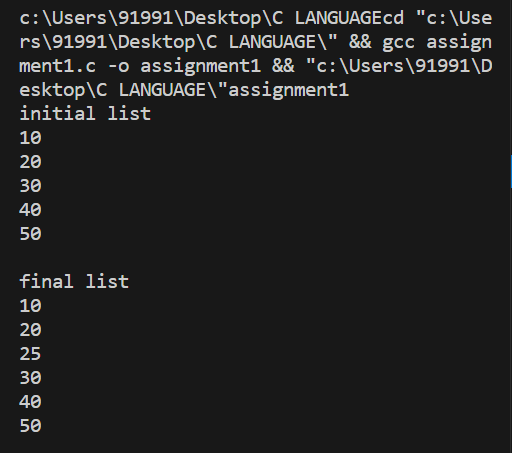 c:\Users\91991\Desktop\C LANGUAGEcd "c:\Use
rs\91991\Desktop\C LANGUAGE\" && gcc assign
ment1.c -o assignment1 && "c:\Users\91991\D
esktop\C LANGUAGE\"assignment1
initial list
10
20
30
40
50

final list
10
20
25
30
40
50